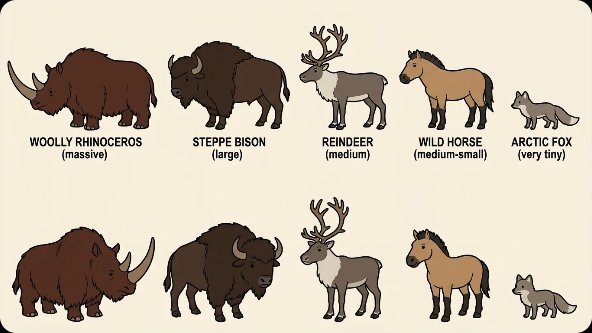 WOOLLY RHINOCEROS
(massive)
STEPPE BISON
(large)
REINDEER
(medium)
WILD HORSE
(medium-small)
ARCTIC FOX
(very tiny)